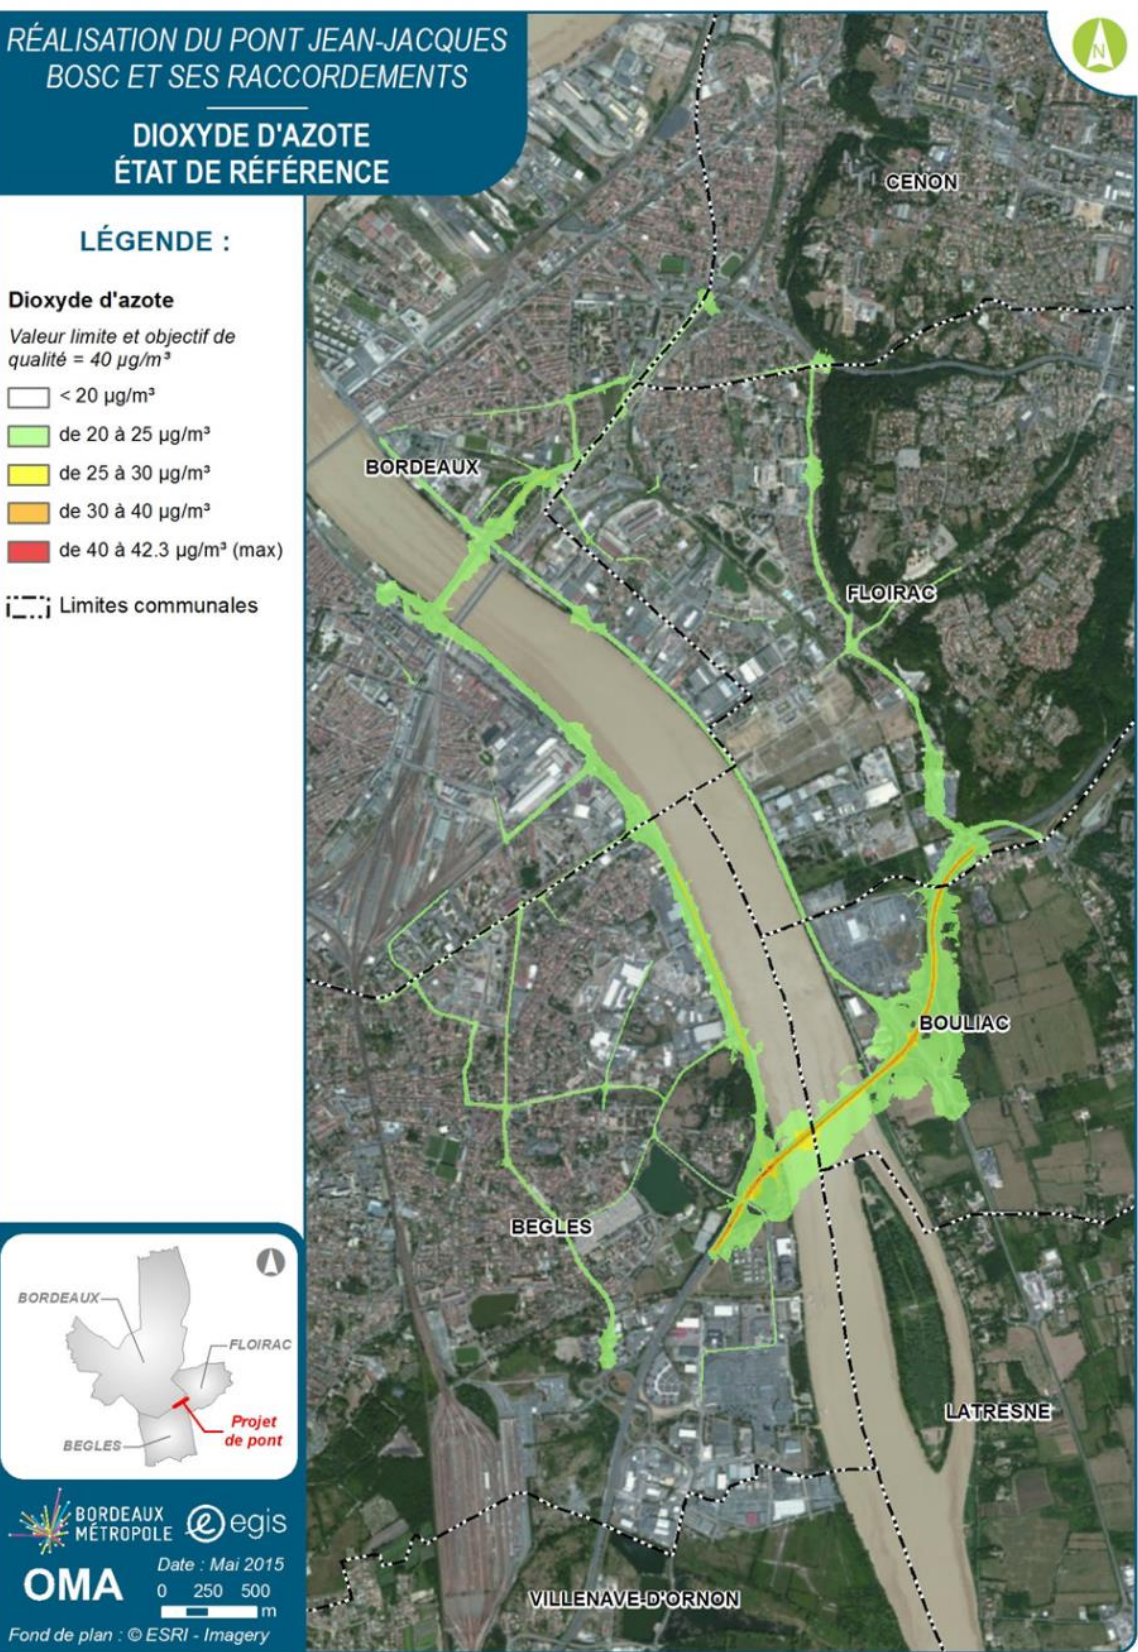 RÉALISATION DU PONT JEAN-JACQUES
BOSC ET SES RACCORDEMENTS
DIOXYDE D'AZOTE
ÉTAT DE RÉFÉRENCE
N
LÉGENDE :
Dioxyde d'azote
Valeur limite et objectif de
qualité = 40 µg/m³
< 20 µg/m³
de 20 à 25 µg/m³
de 25 à 30 µg/m³
de 30 à 40 µg/m³
de 40 à 42.3 µg/m³ (max)
Limites communales
CENON
BORDEAUX
FLOIRAC
BOULIAC
BEGLES
LATRESNE
VILLENAVE-D'ORNON
BORDEAUX
FLOIRAC
Projet
de pont
BEGLES
BORDEAUX
MÉTROPOLE
egis
OMA
Date : Mai 2015
0 250 500
m
Fond de plan : © ESRI - Imagery